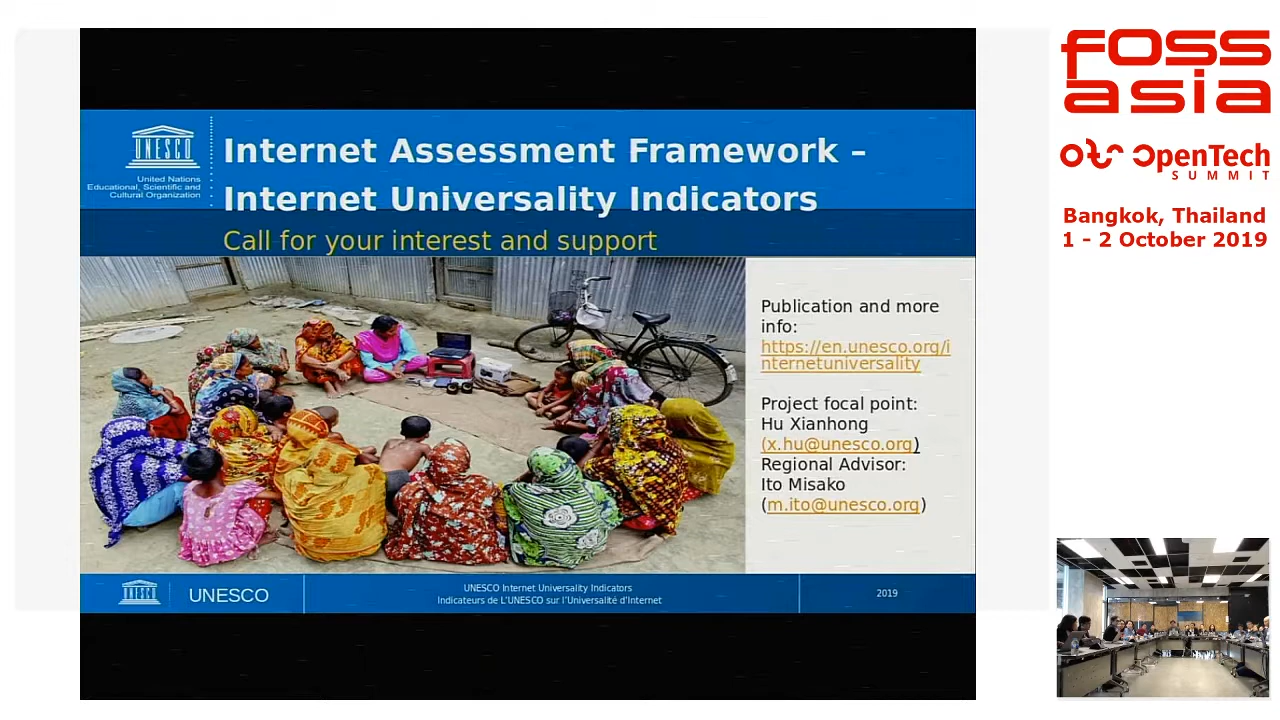 UNESCO
United Nations
Educational, Scientific and
Cultural Organization
Internet Assessment Framework –
Internet Universality Indicators
Call for your interest and support
Publication and more
info:
https://en.unesco.org/i
nternetuniversality
Project focal point:
Hu Xianhong
(x.hu@unesco.org)
Regional Advisor:
Ito Misako
(m.ito@unesco.org)
UNESCO
UNESCO
UNESCO Internet Universality Indicators
Indicateurs de L'UNESCO sur l'Universalité d'Internet
2019
foss
asia
OpenTech
SUMMIT
Bangkok, Thailand
1 - 2 October 2019